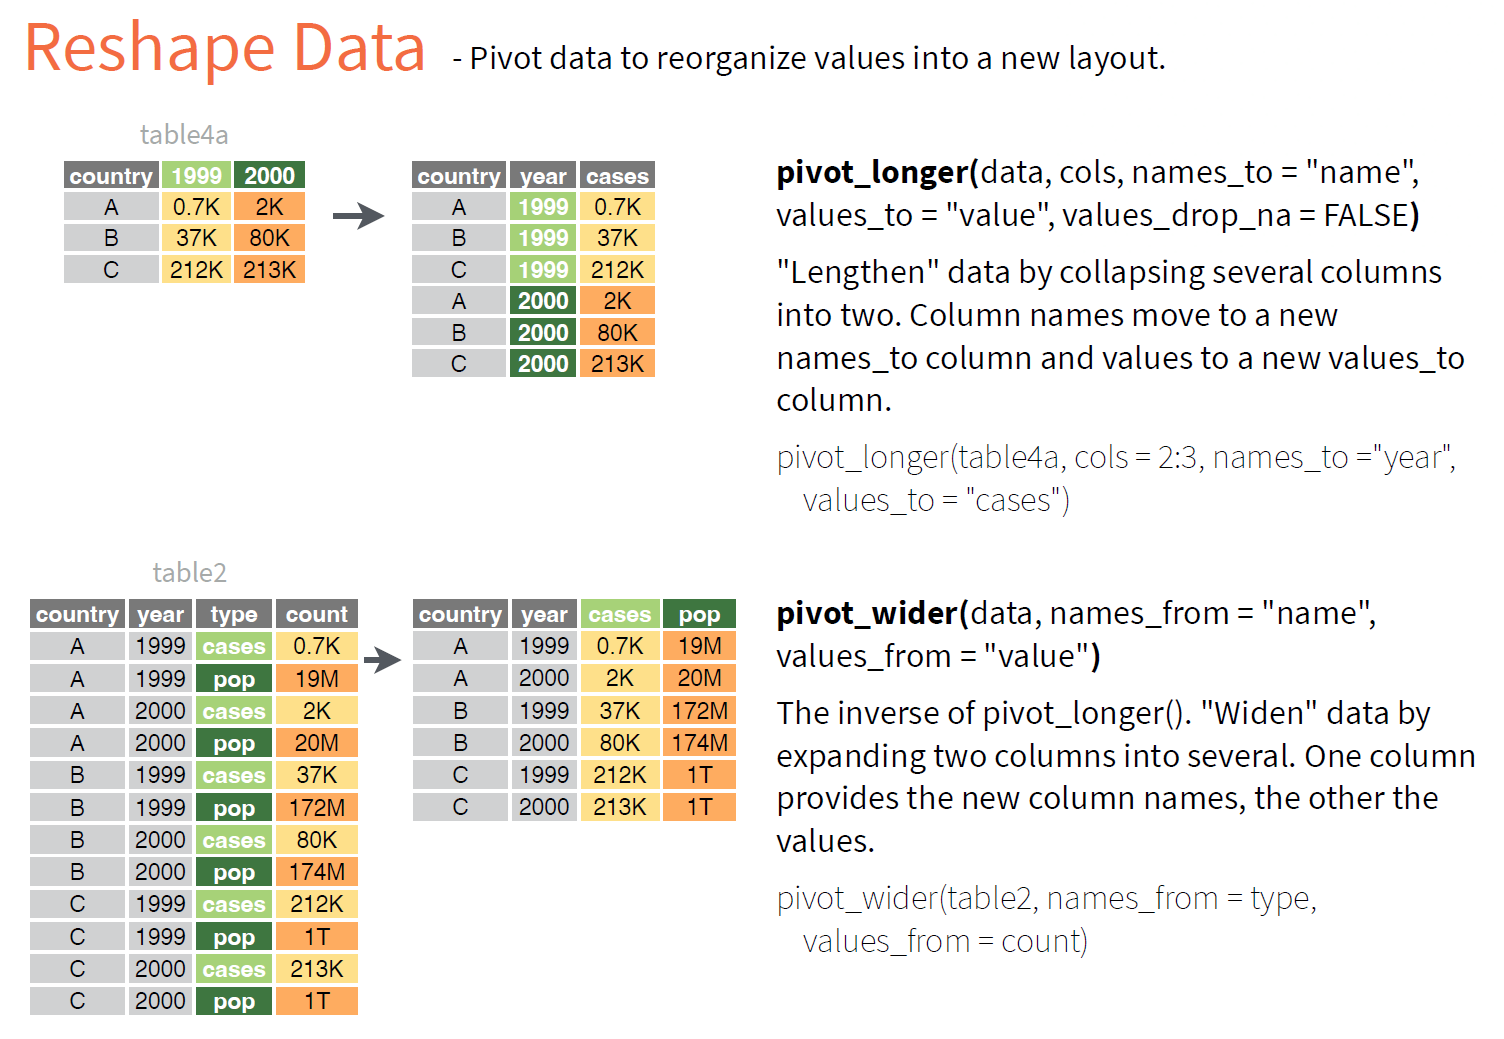 Reshape Data - Pivot data to reorganize values into a new layout.
table4a
country 1999 2000
A 0.7K 2K
B 37K 80K
C 212K 213K
country year cases
A 1999 0.7K
B 1999 37K
C 1999 212K
A 2000 2K
B 2000 80K
C 2000 213K
pivot_longer(data, cols, names_to = "name",
values_to = "value", values_drop_na = FALSE)
"Lengthen" data by collapsing several columns
into two. Column names move to a new
names_to column and values to a new values_to
column.
pivot_longer(table4a, cols = 2:3, names_to ="year",
values_to = "cases")
table2
country year type count
A 1999 cases 0.7K
A 1999 pop 19M
A 2000 cases 2K
A 2000 pop 20M
B 1999 cases 37K
B 1999 pop 172M
B 2000 cases 80K
B 2000 pop 174M
C 1999 cases 212K
C 1999 pop 1T
C 2000 cases 213K
C 2000 pop 1T
country year cases pop
A 1999 0.7K 19M
A 2000 2K 20M
B 1999 37K 172M
B 2000 80K 174M
C 1999 212K 1T
C 2000 213K 1T
pivot_wider(data, names_from = "name",
values_from = "value")
The inverse of pivot_longer(). "Widen" data by
expanding two columns into several. One column
provides the new column names, the other the
values.
pivot_wider(table2, names_from = type,
values_from = count)